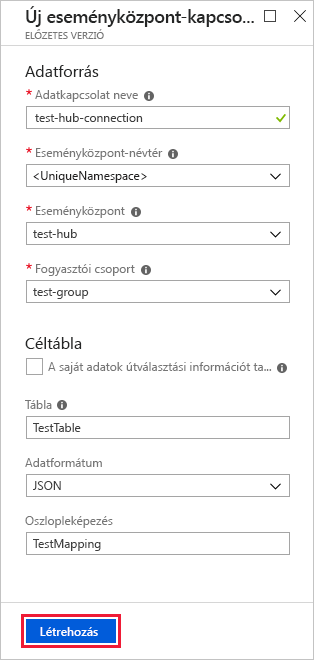 Új eseményközpont-kapcso...
ELŐZETES VERZIÓ
Adatforrás
* Adatkapcsolat neve
test-hub-connection
* Eseményközpont-névtér
<UniqueNamespace>
* Eseményközpont
test-hub
* Fogyasztói csoport
test-group
Céltábla
A saját adatok útválasztási információt ta...
Tábla
TestTable
Adatformátum
JSON
Oszlopleképezés
TestMapping
Létrehozás